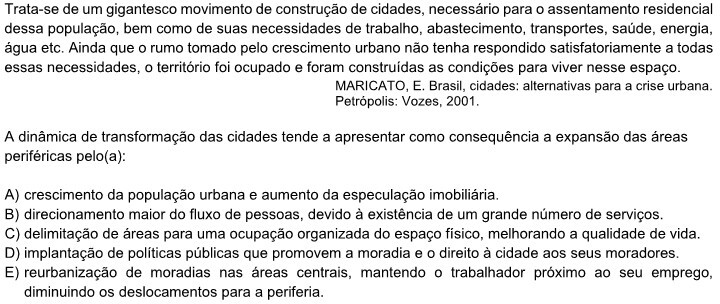 Trata-se de um gigantesco movimento de construção de cidades, necessário para o assentamento residencial
dessa população, bem como de suas necessidades de trabalho, abastecimento, transportes, saúde, energia,
água etc. Ainda que o rumo tomado pelo crescimento urbano não tenha respondido satisfatoriamente a todas
essas necessidades, o território foi ocupado e foram construídas as condições para viver nesse espaço.
MARICATO, E. Brasil, cidades: alternativas para a crise urbana.
Petrópolis: Vozes, 2001.
A dinâmica de transformação das cidades tende a apresentar como consequência a expansão das áreas
periféricas pelo(a):
A) crescimento da população urbana e aumento da especulação imobiliária.
B) direcionamento maior do fluxo de pessoas, devido à existência de um grande número de serviços.
C) delimitação de áreas para uma ocupação organizada do espaço físico, melhorando a qualidade de vida.
D) implantação de políticas públicas que promovem a moradia e o direito à cidade aos seus moradores.
E) reurbanização de moradias nas áreas centrais, mantendo o trabalhador próximo ao seu emprego,
diminuindo os deslocamentos para a periferia.